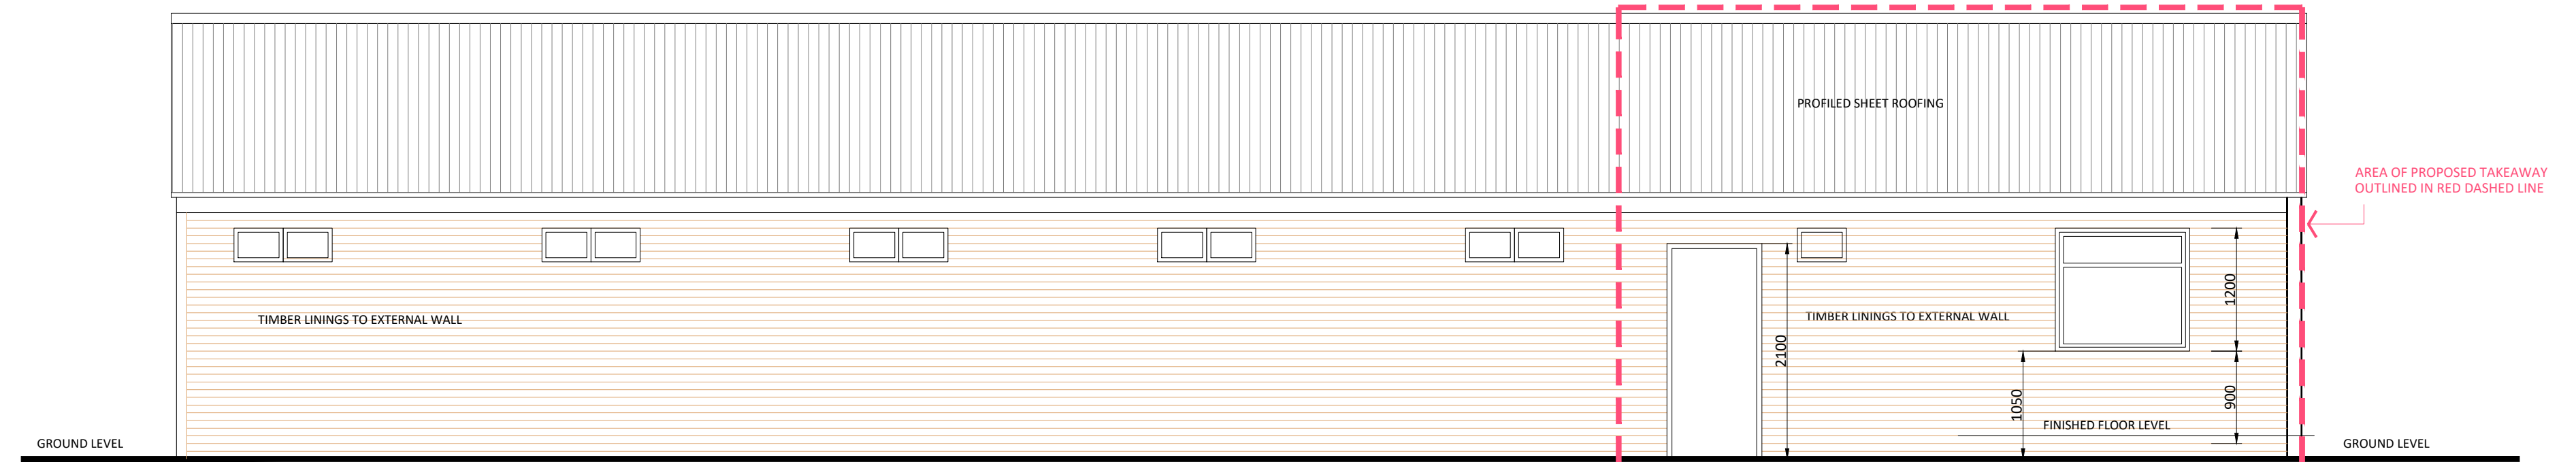 PROFILED SHEET ROOFING
AREA OF PROPOSED TAKEAWAY
OUTLINED IN RED DASHED LINE
TIMBER LININGS TO EXTERNAL WALL
TIMBER LININGS TO EXTERNAL WALL
2100
1200
1050
900
FINISHED FLOOR LEVEL
GROUND LEVEL
GROUND LEVEL